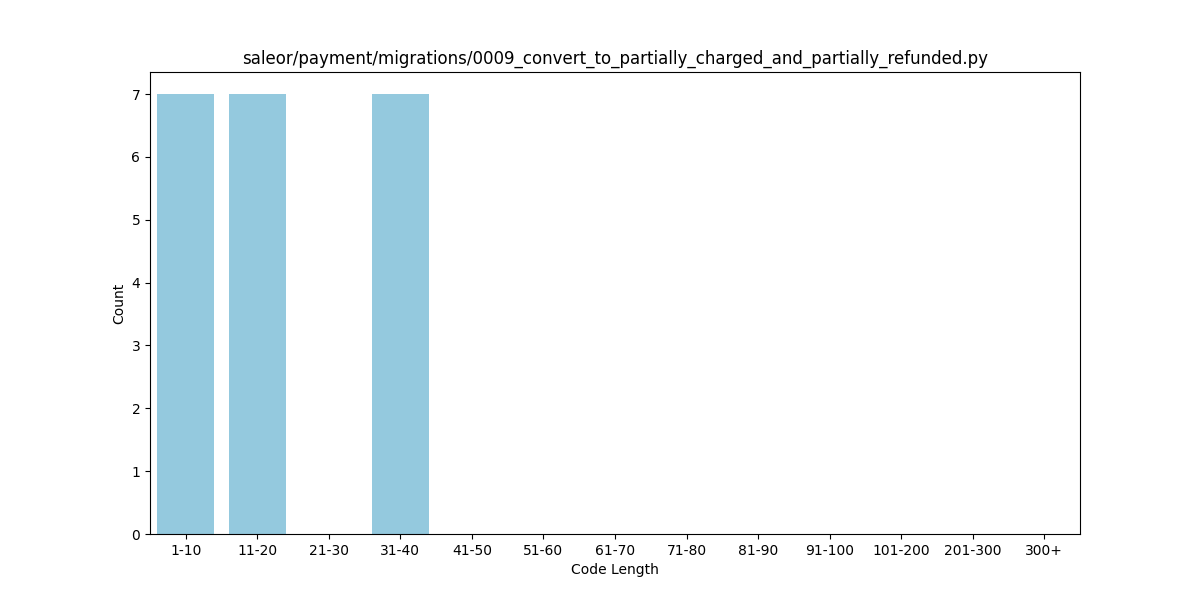 saleor/payment/migrations/0009_convert_to_partially_charged_and_partially_refunded.py
7
6
5
4
3
2
1
0
Count
1-10 11-20 21-30 31-40 41-50 51-60 61-70 71-80 81-90 91-100 101-200 201-300 300+
Code Length